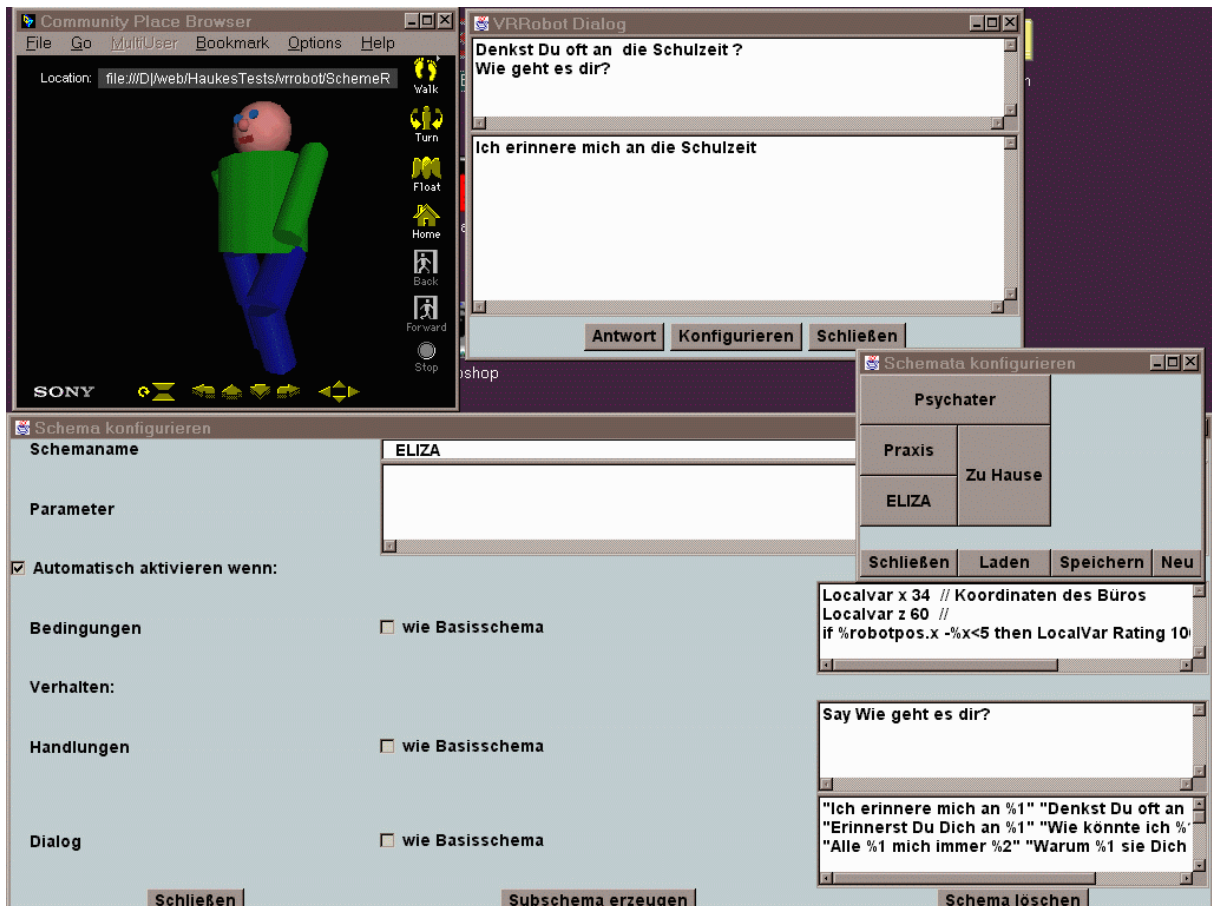 Community Place Browser
File Go MultiUser Bookmark Options Help
Location: file:///D|/web/HaukesTests/vrrobot/SchemeR
Walk
Turn
Float
Home
Back
Forward
Stop
SONY
VRRobot Dialog
Denkst Du oft an die Schulzeit ?
Wie geht es dir?
Ich erinnere mich an die Schulzeit
Antwort Konfigurieren Schließen
shop
Schemata konfigurieren
Psychater
Praxis
Zu Hause
ELIZA
Schließen Laden Speichern Neu
Schema konfigurieren
Schemaname ELIZA
Parameter
Automatisch aktivieren wenn:
Localvar x 34 // Koordinaten des Büros
Localvar z 60 //
if %robotpos.x -%x<5 then LocalVar Rating 10
Bedingungen wie Basisschema
Verhalten:
Say Wie geht es dir?
Handlungen wie Basisschema
"Ich erinnere mich an %1" "Denkst Du oft an
"Erinnerst Du Dich an %1" "Wie könnte ich %
"Alle %1 mich immer %2" "Warum %1 sie Dich
Dialog wie Basisschema
Schließen Subschema erzeugen Schema löschen